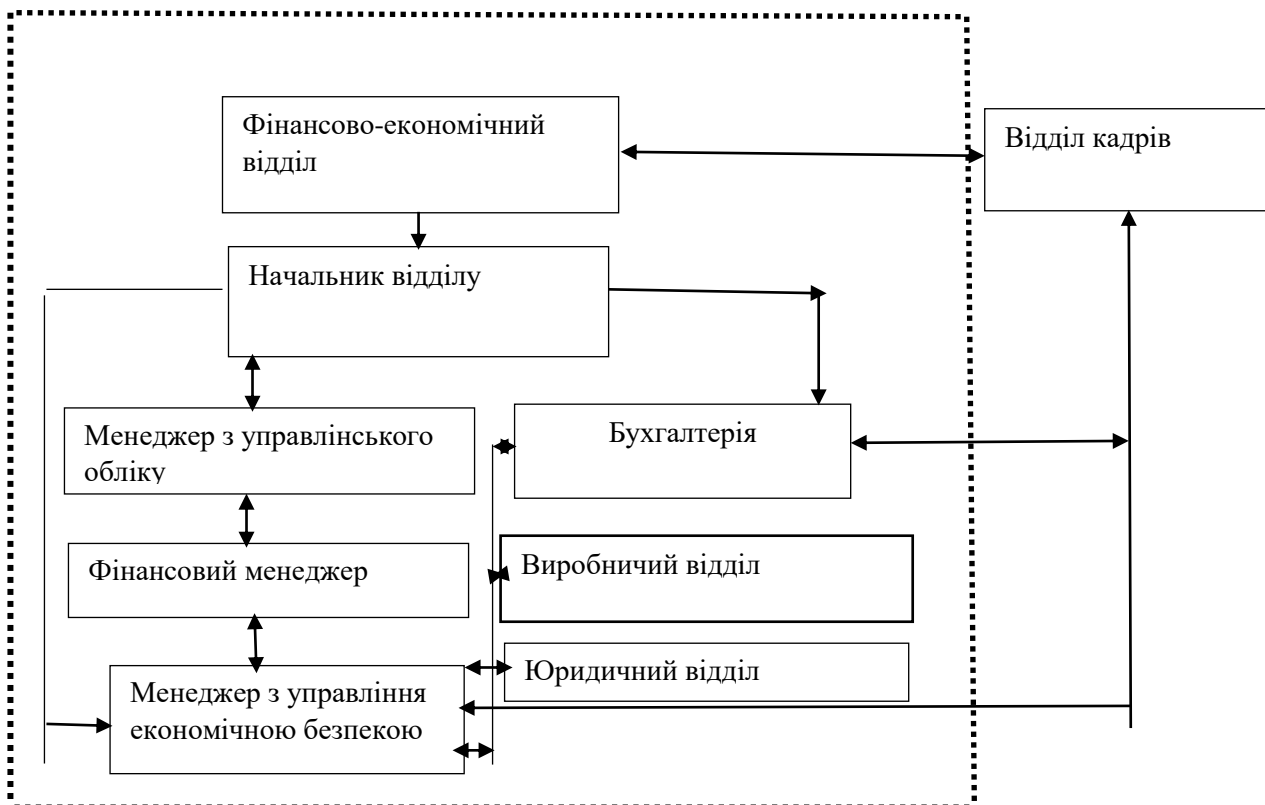 Фінансово-економічний
відділ
Відділ кадрів
Начальник відділу
Менеджер з управлінського
обліку
Бухгалтерія
Фінансовий менеджер
Виробничий відділ
Юридичний відділ
Менеджер з управління
економічною безпекою